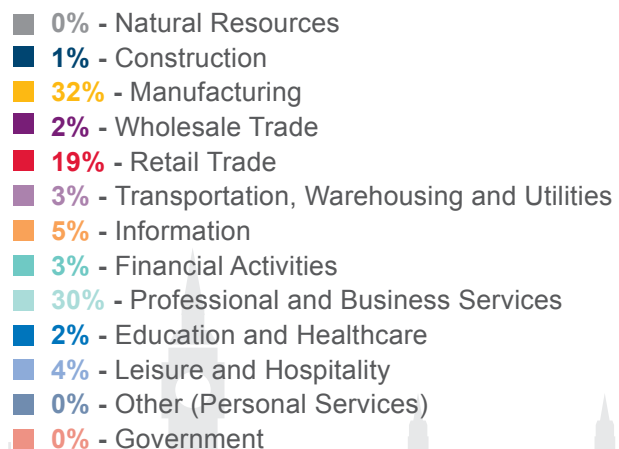 0% - Natural Resources
1% - Construction
32% - Manufacturing
2% - Wholesale Trade
19% - Retail Trade
3% - Transportation, Warehousing and Utilities
5% - Information
3% - Financial Activities
30% - Professional and Business Services
2% - Education and Healthcare
4% - Leisure and Hospitality
0% - Other (Personal Services)
0% - Government